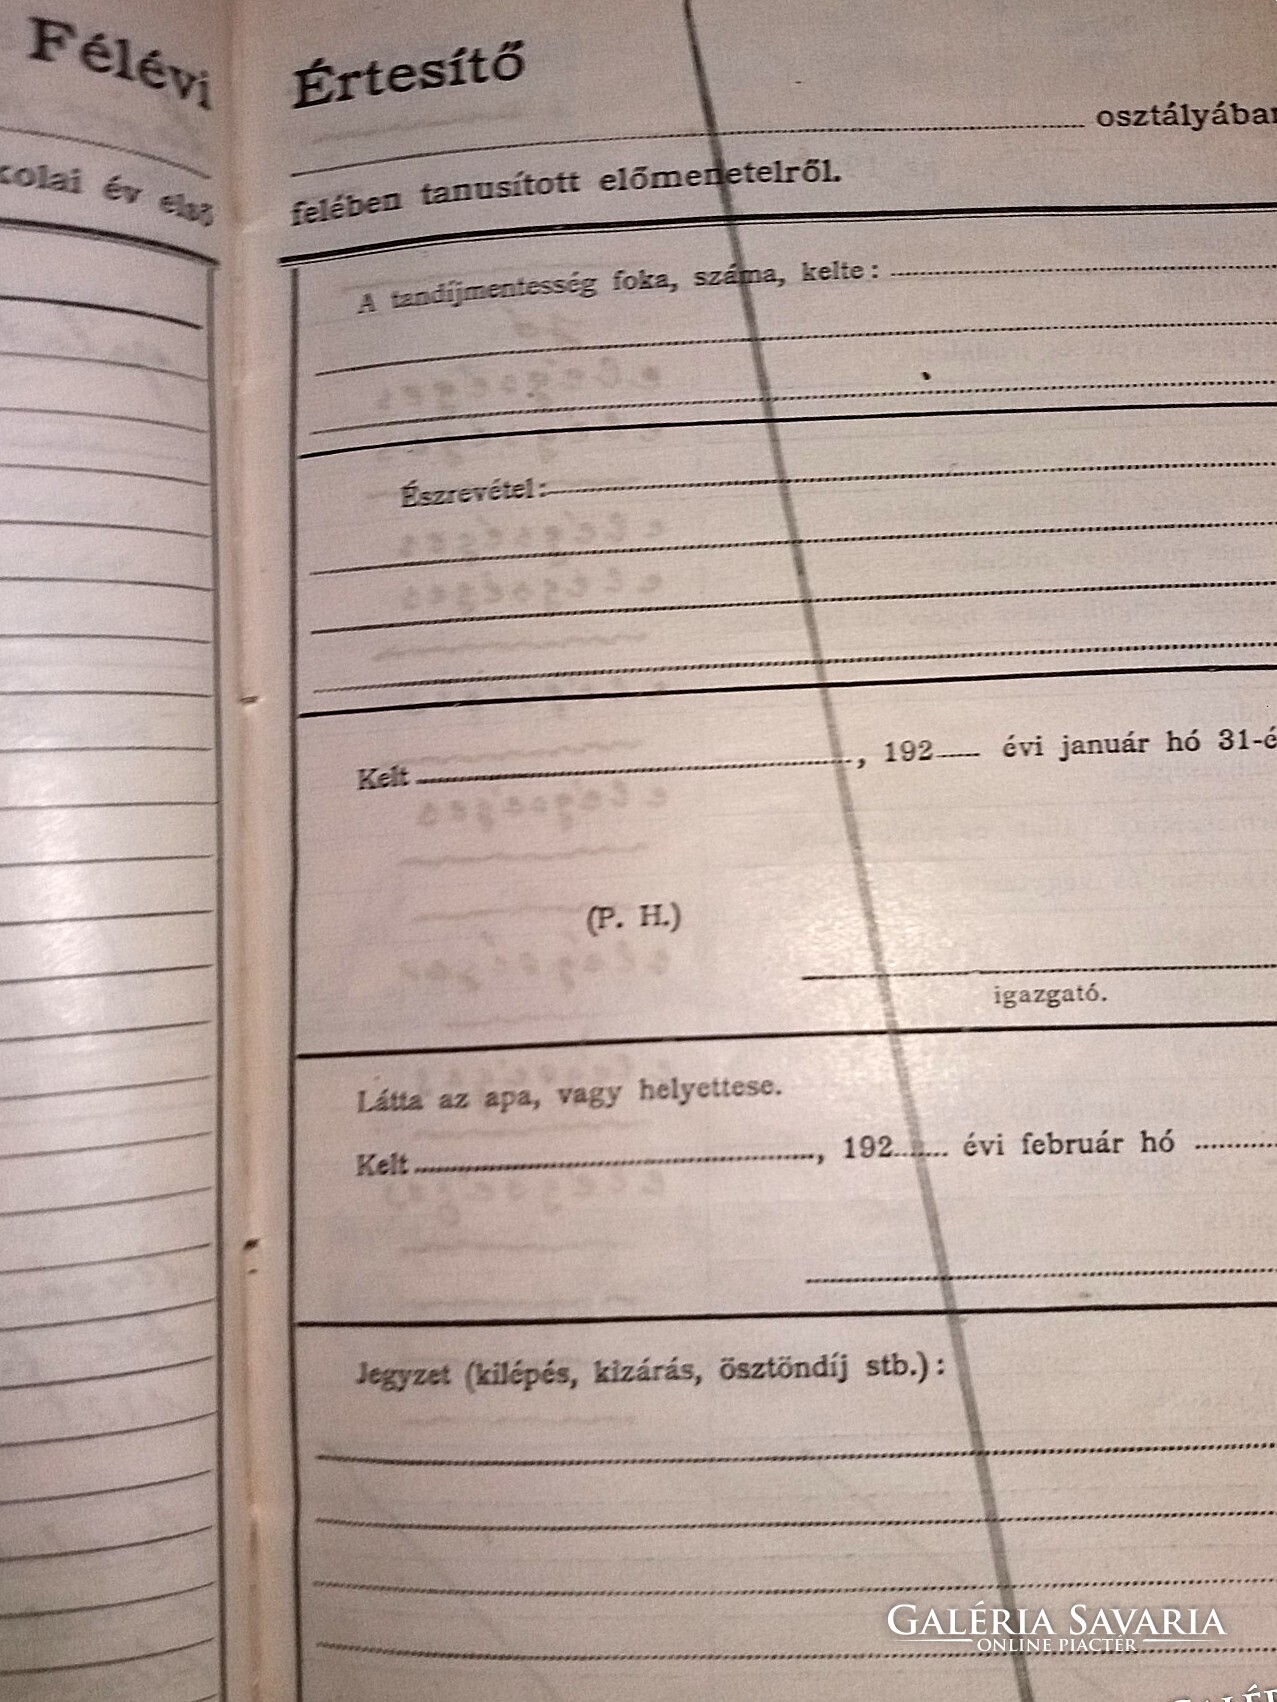 Félévi Értesítő
osztályában
kolai év első felében tanusított előmenetelről.
A tandíjmentesség foka, száma, kelte:
Észrevétel:
Kelt , 192 évi január hó 31-é
(P. H.)
igazgató.
Látta az apa, vagy helyettese.
Kelt , 192 évi február hó
Jegyzet (kilépés, kizárás, ösztöndíj stb.):
GALÉRIA SAVARIA
ONLINE PIACTÉR